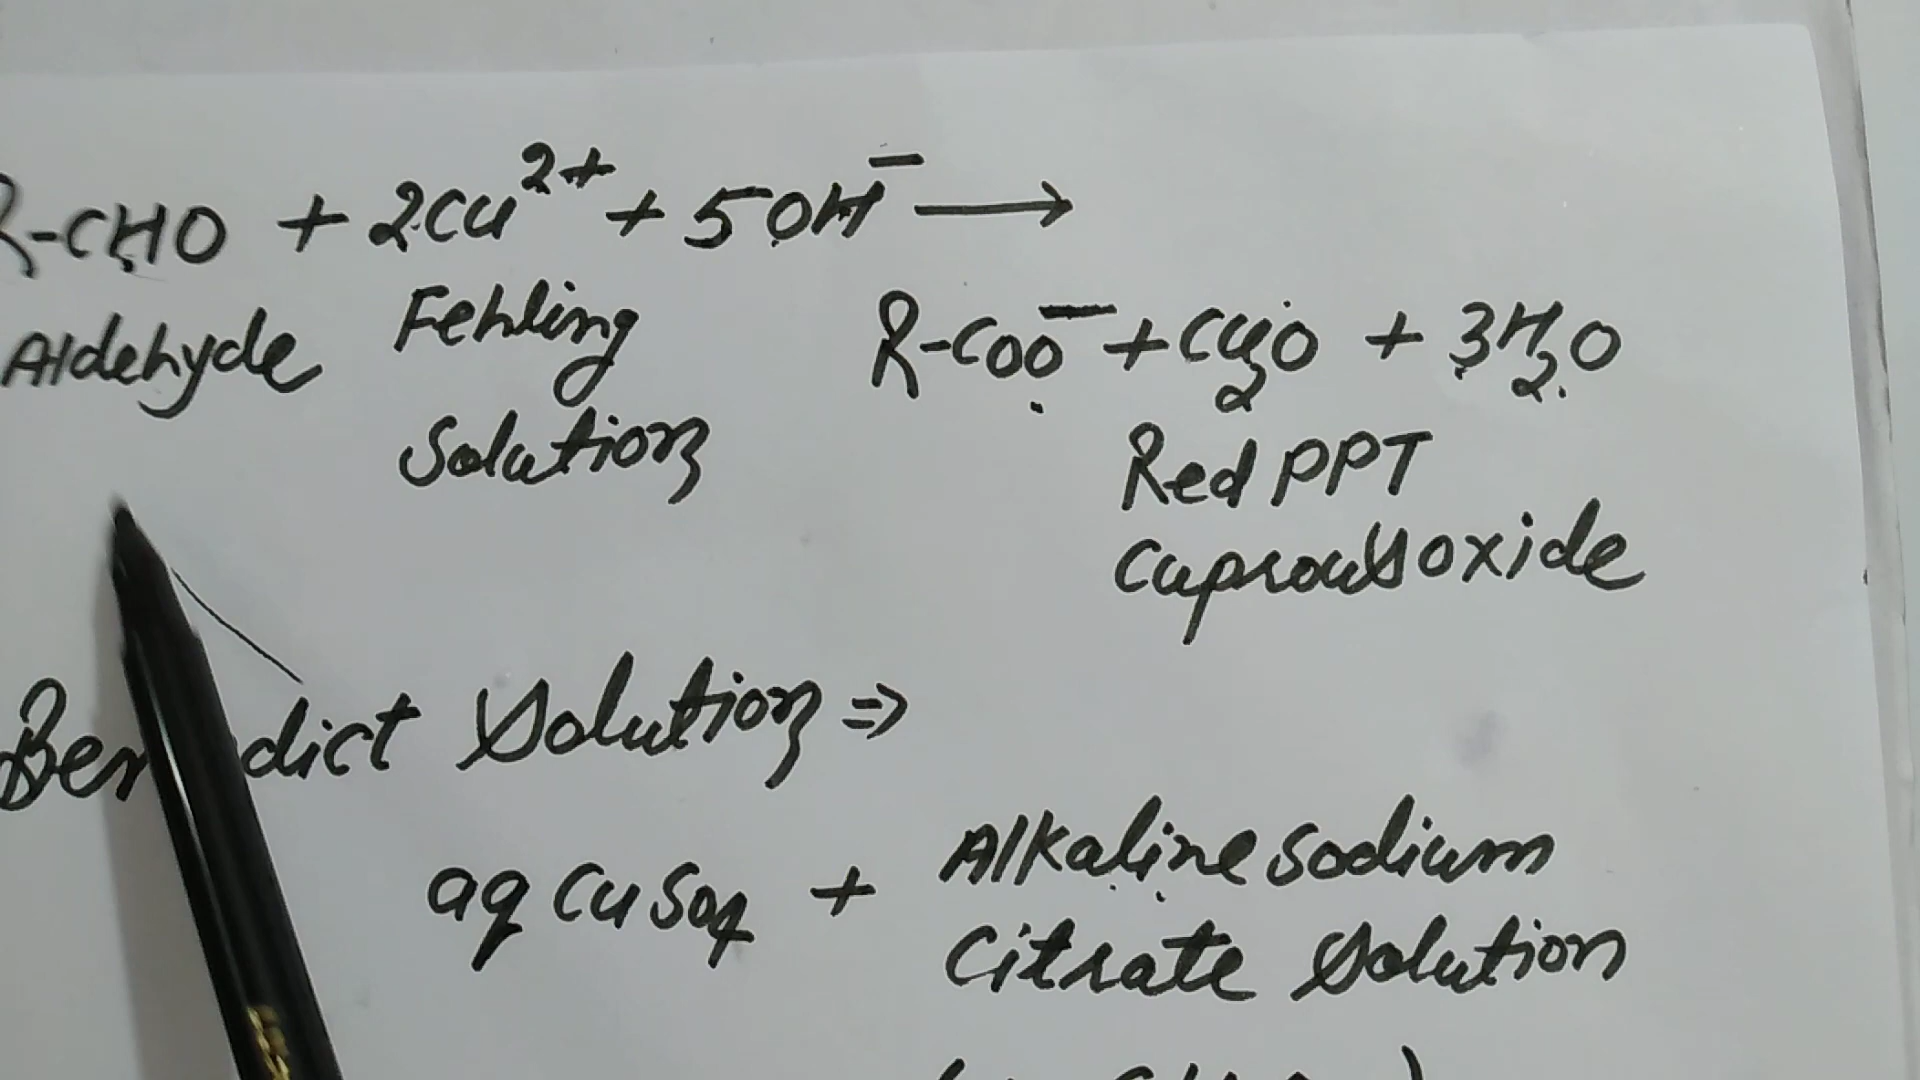 R-CHO + 2Cu²⁺ + 5OH⁻ →
Aldehyde Fehling Solution
R-COO⁻ + Cu₂O + 3H₂O
Red PPT
Cuprous oxide
Benedict Solution ⇒
aq CuSO₄ + Alkaline sodium
Citrate Solution